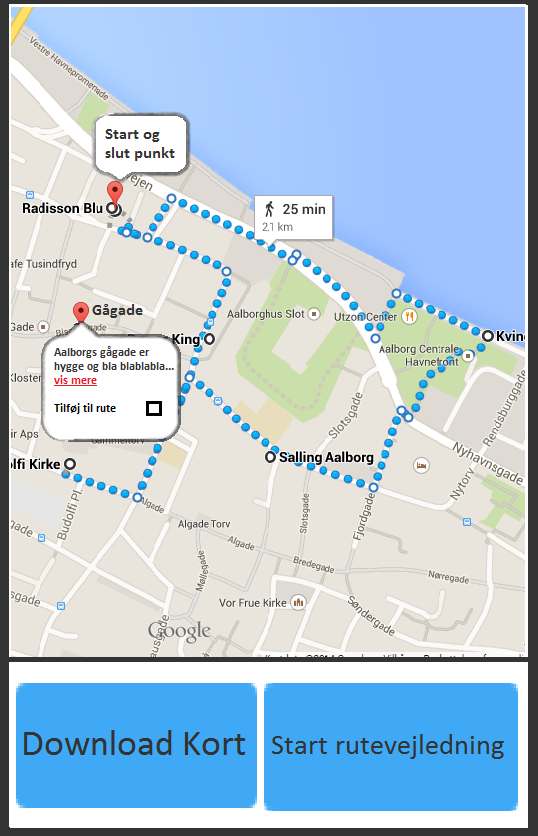 Vestre Havnepromenade
Start og
slut punkt
ejen
Radisson Blu
25 min
2,1 km
afe Tusindfryd
Gågade
Aalborghus Slot
Utzon Center
Gade
King
Kvin
Aalborg Centrale
Havnefront
Aalborgs gågade er
hygge og bla blablabla...
vis mere
Kloster
Tilføj til rute
Rendsburggade
Slotsgade
ir Aps
Nyhavnsgade
Salling Aalborg
olfi Kirke
Nytorv
Budolfi Pl.
Algade
Slotsgade
Fjordgade
Algade Torv
Algade
Bredegade
Nørregade
Møllegade
Vor Frue Kirke
Søndergade
Google
Download Kort
Start rutevejledning